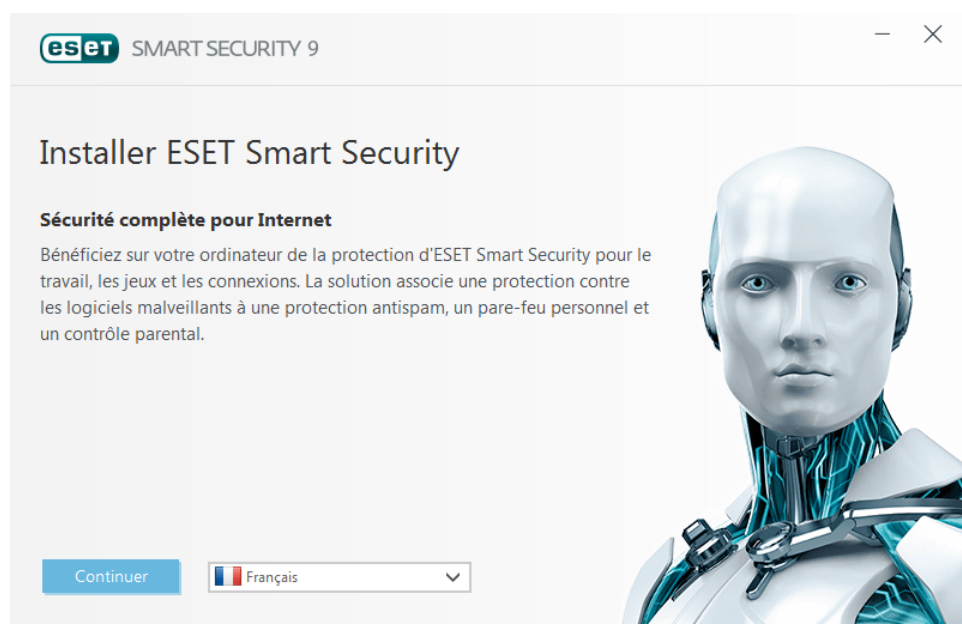 eseT SMART SECURITY 9
Installer ESET Smart Security
Sécurité complète pour Internet
Bénéficiez sur votre ordinateur de la protection d'ESET Smart Security pour le
travail, les jeux et les connexions. La solution associe une protection contre
les logiciels malveillants à une protection antispam, un pare-feu personnel et
un contrôle parental.
Continuer
Français